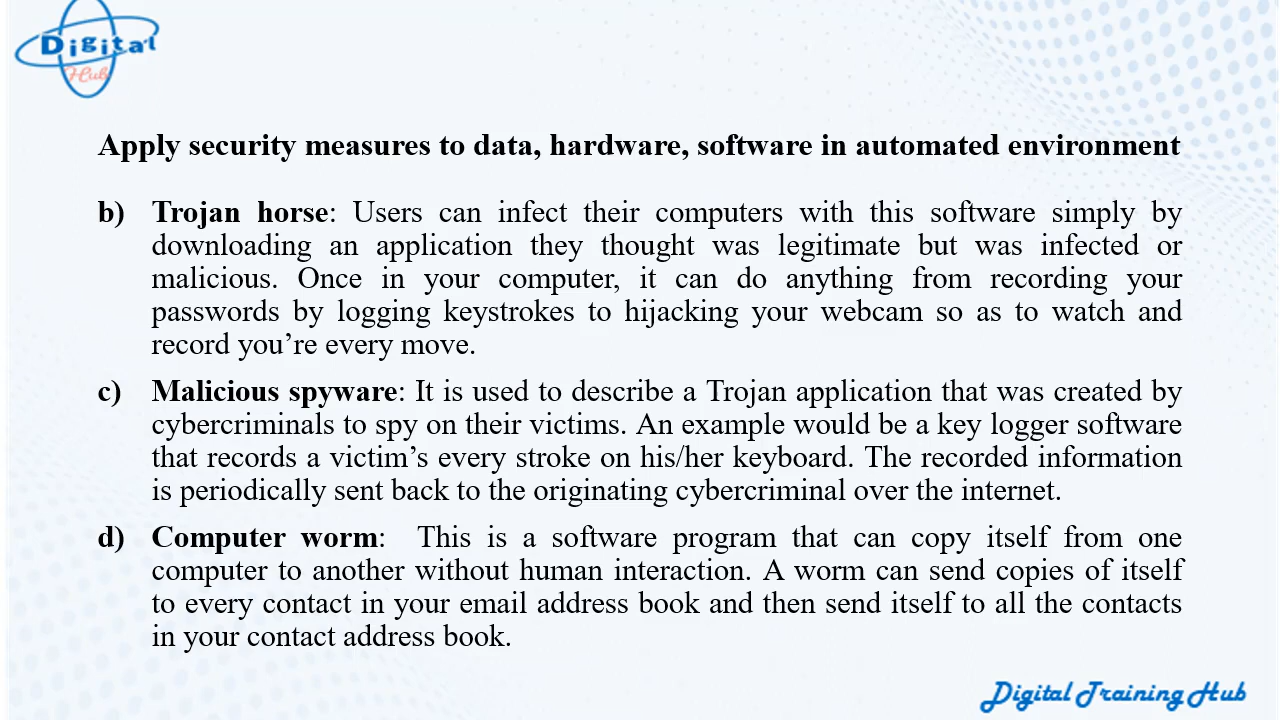 Digital
Hub
Apply security measures to data, hardware, software in automated environment
b) Trojan horse: Users can infect their computers with this software simply by
downloading an application they thought was legitimate but was infected or
malicious. Once in your computer, it can do anything from recording your
passwords by logging keystrokes to hijacking your webcam so as to watch and
record you’re every move.
c) Malicious spyware: It is used to describe a Trojan application that was created by
cybercriminals to spy on their victims. An example would be a key logger software
that records a victim’s every stroke on his/her keyboard. The recorded information
is periodically sent back to the originating cybercriminal over the internet.
d) Computer worm: This is a software program that can copy itself from one
computer to another without human interaction. A worm can send copies of itself
to every contact in your email address book and then send itself to all the contacts
in your contact address book.
Digital Training Hub